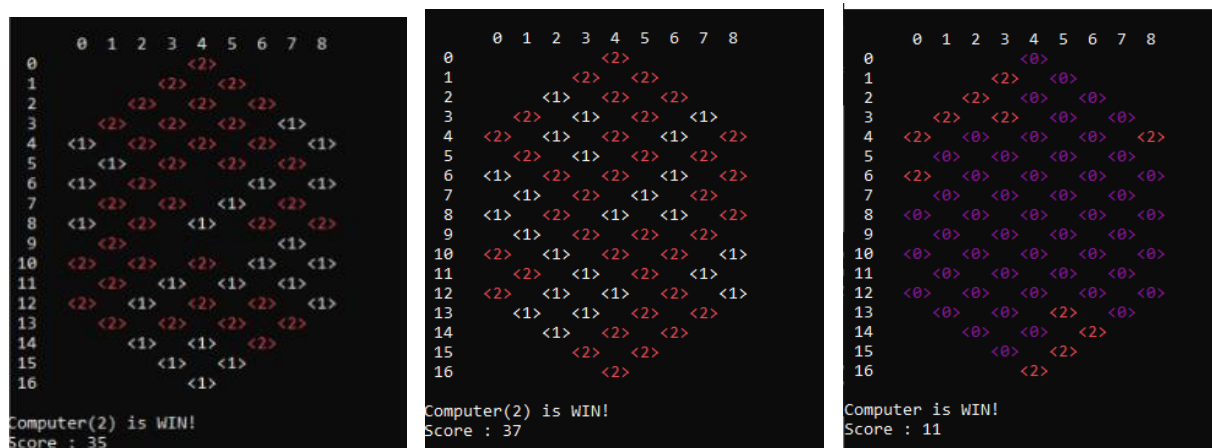 0 1 2 3 4 5 6 7 8
0 <2>
1 <2> <2>
2 <2> <2> <2>
3 <2> <2> <2> <1>
4 <1> <2> <2> <2> <1>
5 <1> <2> <2> <2>
6 <1> <2> <1> <1>
7 <2> <2> <1> <2>
8 <1> <2> <1> <2> <2>
9 <2> <1>
10 <2> <2> <2> <1> <1>
11 <2> <1> <1> <1>
12 <2> <1> <2> <2> <1>
13 <2> <2> <2> <2>
14 <1> <1> <2>
15 <1> <1>
16 <1>
Computer(2) is WIN!
Score : 35
0 1 2 3 4 5 6 7 8
0 <2>
1 <2> <2>
2 <1> <2> <2>
3 <2> <1> <2> <1>
4 <2> <1> <2> <1> <2>
5 <2> <1> <2> <2>
6 <1> <2> <2> <1> <2>
7 <1> <2> <1> <2>
8 <1> <2> <1> <1> <2>
9 <1> <2> <2> <2>
10 <2> <1> <2> <2> <1>
11 <2> <1> <2> <1>
12 <2> <1> <1> <2> <1>
13 <1> <1> <2> <2>
14 <1> <2> <2>
15 <2> <2>
16 <2>
Computer(2) is WIN!
Score : 37
0 1 2 3 4 5 6 7 8
0 <0>
1 <2> <0>
2 <2> <0> <0>
3 <2> <2> <0> <0>
4 <2> <0> <0> <0> <2>
5 <0> <0> <0> <0>
6 <2> <0> <0> <0> <0>
7 <0> <0> <0> <0>
8 <0> <0> <0> <0> <0>
9 <0> <0> <0> <0>
10 <0> <0> <0> <0> <0>
11 <0> <0> <0> <0>
12 <0> <0> <0> <0> <0>
13 <0> <0> <2> <0>
14 <0> <0> <2>
15 <0> <2>
16 <2>
Computer is WIN!
Score : 11